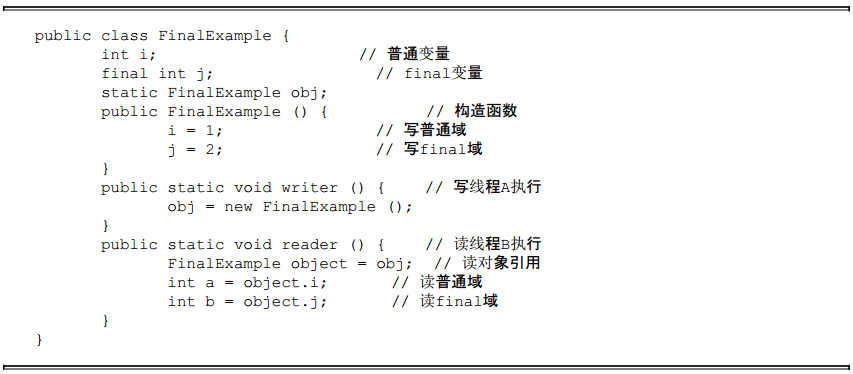 public class FinalExample {
int i; // 普通变量
final int j; // final变量
static FinalExample obj;
public FinalExample () { // 构造函数
i = 1; // 写普通域
j = 2; // 写final域
}
public static void writer () { // 写线程A执行
obj = new FinalExample ();
}
public static void reader () { // 读线程B执行
FinalExample object = obj; // 读对象引用
int a = object.i; // 读普通域
int b = object.j; // 读final域
}
}